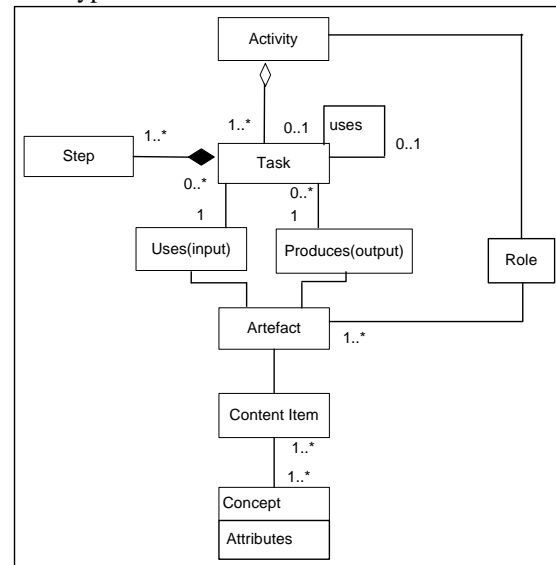 Activity
1..*
0..1
uses
0..1
1..*
Step
Task
0..*
0..*
1
1
Uses(input)
Produces(output)
Role
Artefact
1..*
Content Item
1..*
1..*
Concept
Attributes